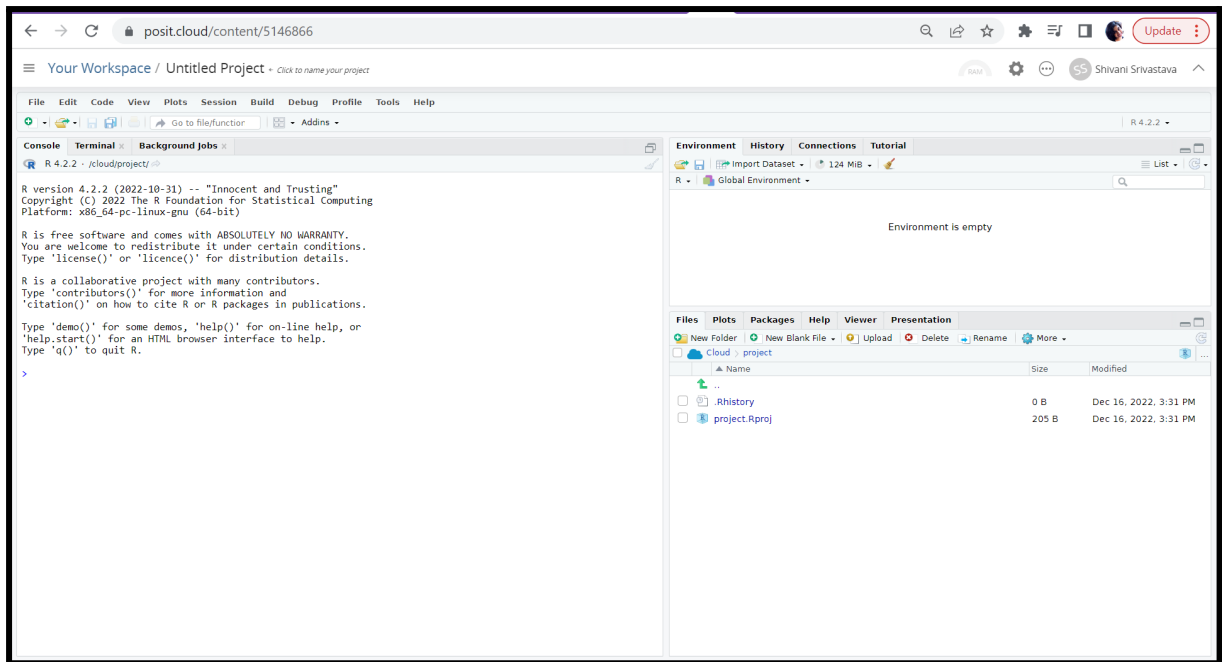 posit.cloud/content/5146866
Update
Your Workspace / Untitled Project ← Click to name your project
RAM
SS Shivani Srivastava
File Edit Code View Plots Session Build Debug Profile Tools Help
Go to file/function Addins
R 4.2.2
Console Terminal × Background Jobs ×
R 4.2.2 · /cloud/project/
R version 4.2.2 (2022-10-31) -- "Innocent and Trusting"
Copyright (C) 2022 The R Foundation for Statistical Computing
Platform: x86_64-pc-linux-gnu (64-bit)
R is free software and comes with ABSOLUTELY NO WARRANTY.
You are welcome to redistribute it under certain conditions.
Type 'license()' or 'licence()' for distribution details.
R is a collaborative project with many contributors.
Type 'contributors()' for more information and
'citation()' on how to cite R or R packages in publications.
Type 'demo()' for some demos, 'help()' for on-line help, or
'help.start()' for an HTML browser interface to help.
Type 'q()' to quit R.
>
Environment History Connections Tutorial
Import Dataset 124 MiB List
R Global Environment
Environment is empty
Files Plots Packages Help Viewer Presentation
New Folder New Blank File Upload Delete Rename More
Cloud > project R ...
Name Size Modified
..
.Rhistory 0 B Dec 16, 2022, 3:31 PM
project.Rproj 205 B Dec 16, 2022, 3:31 PM